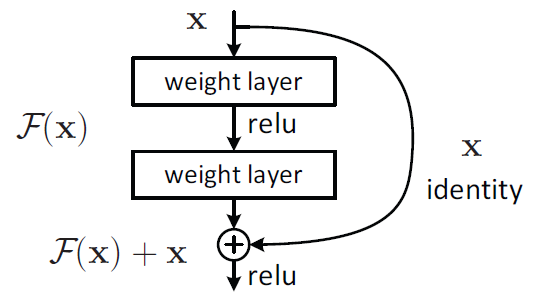 x
weight layer
F(x)
relu
x
weight layer
identity
F(x) + x
relu